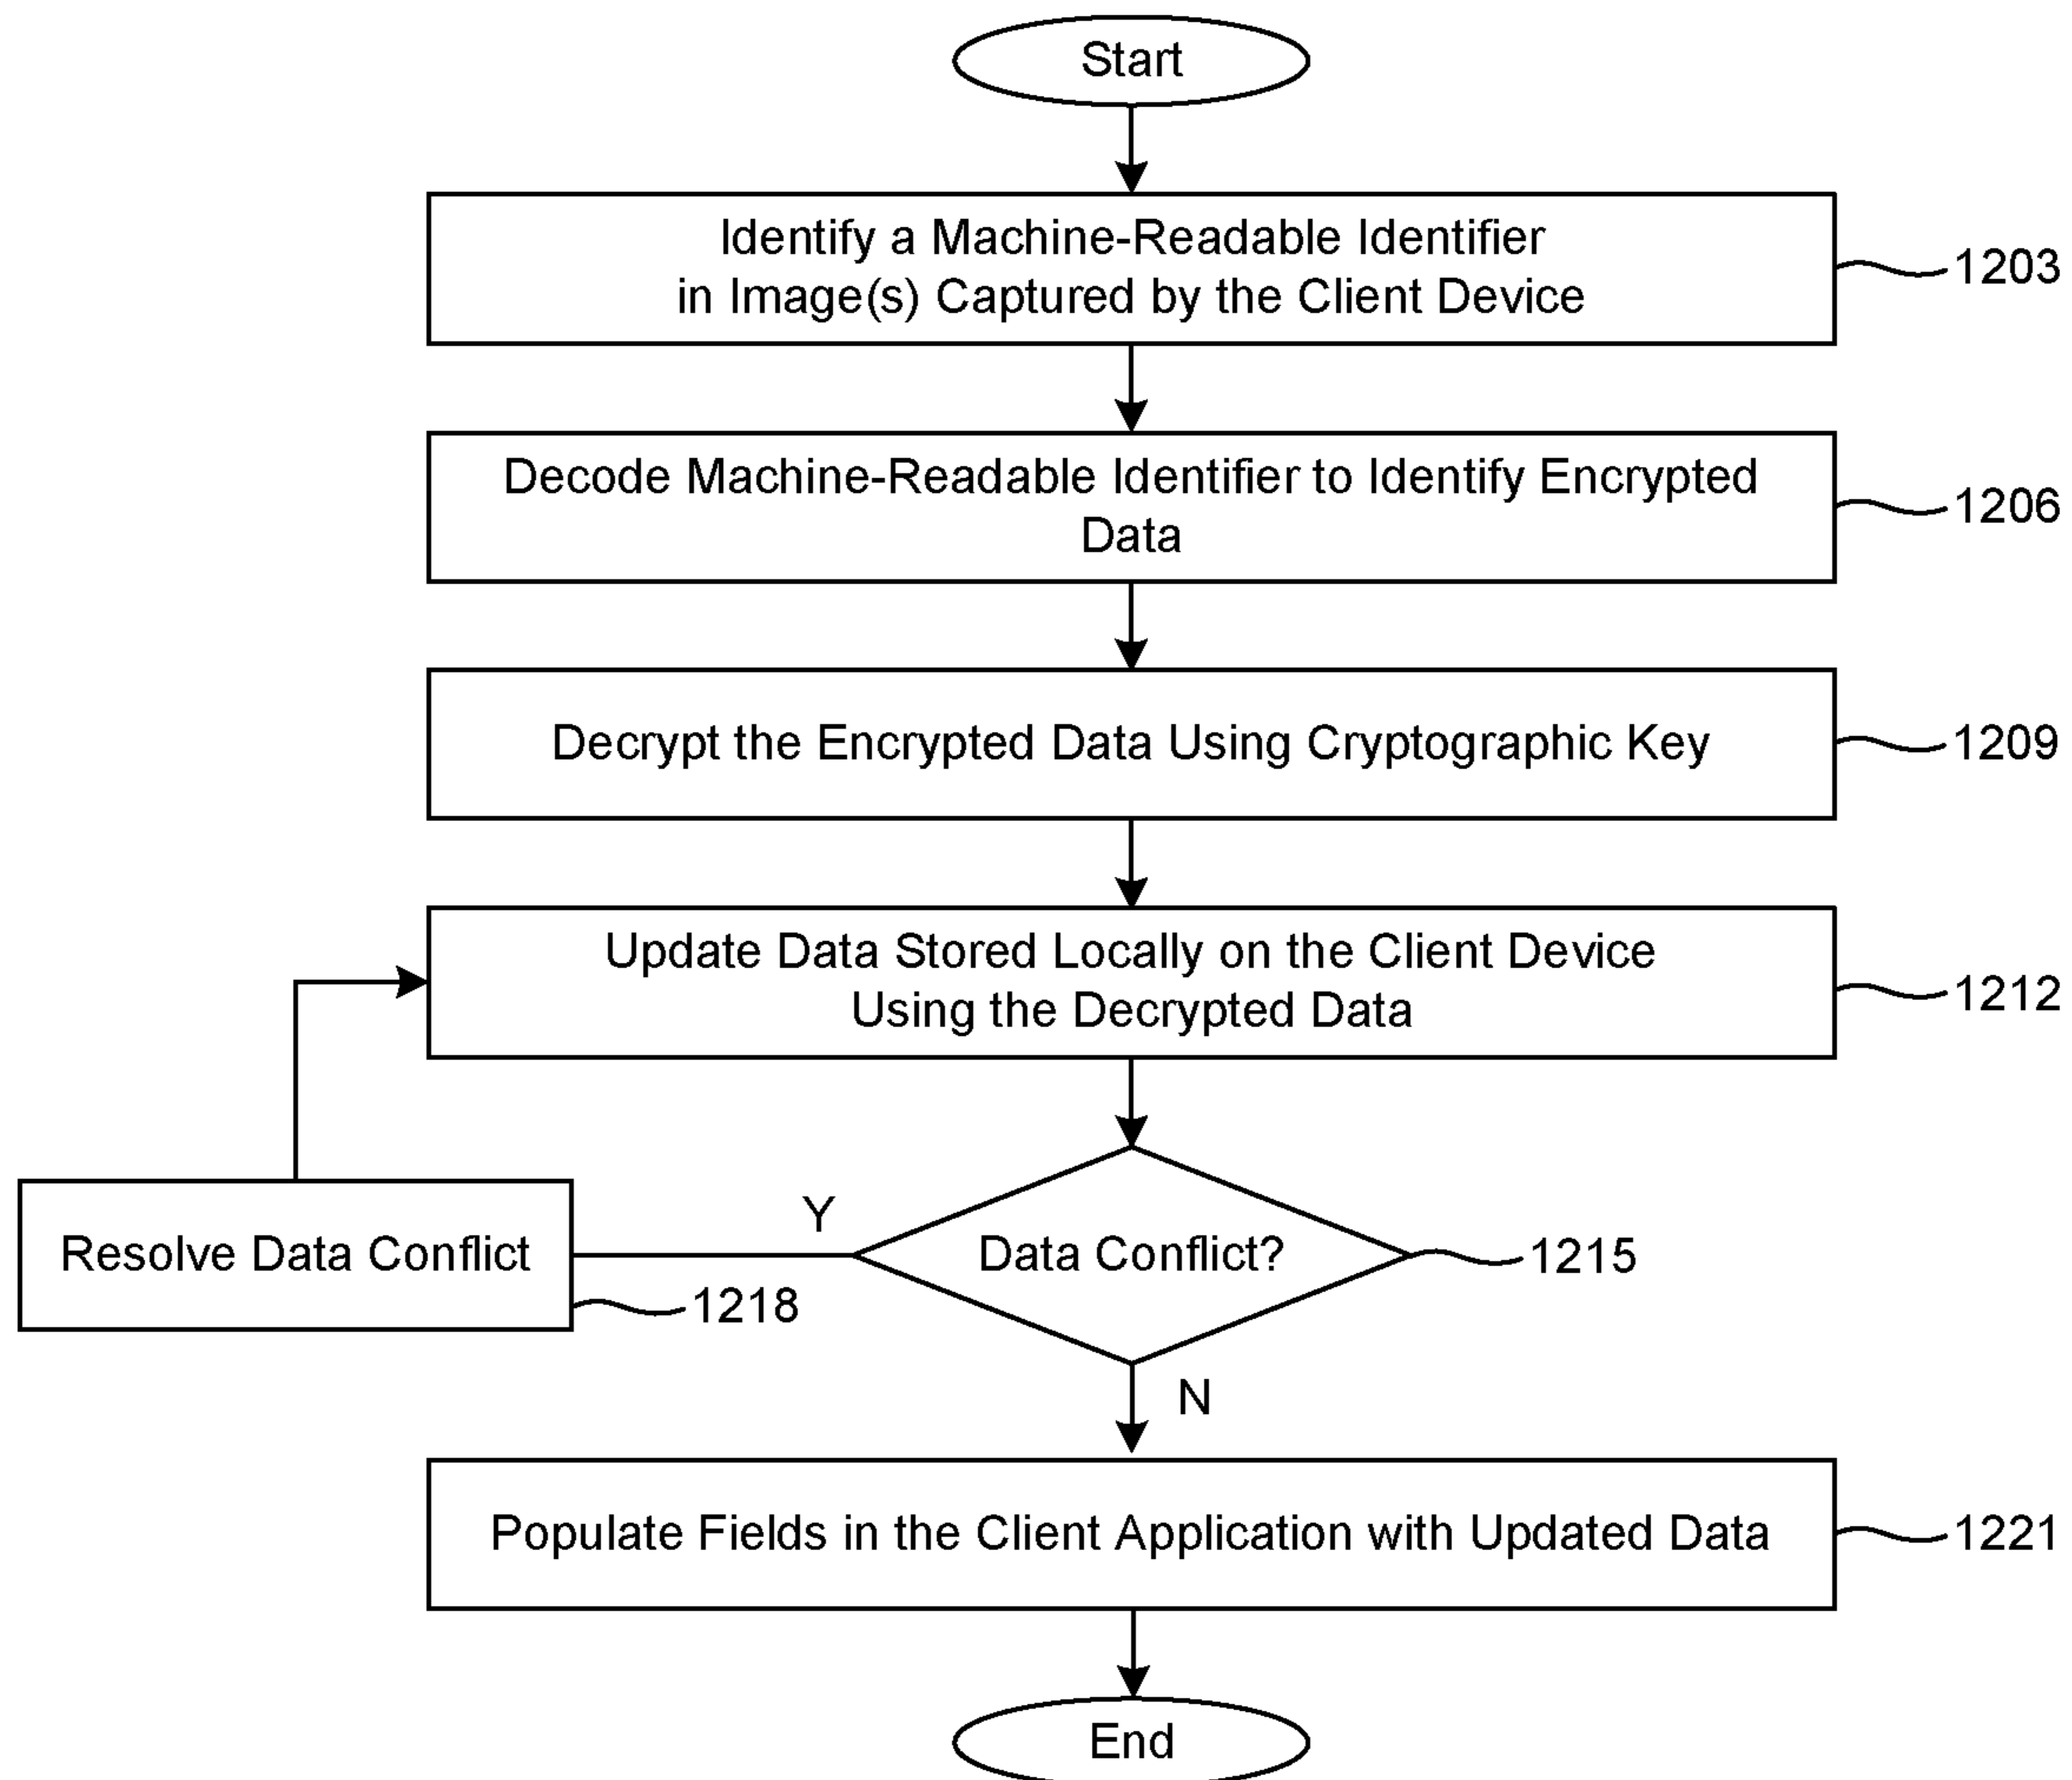 Start
Identify a Machine-Readable Identifier
in Image(s) Captured by the Client Device
1203
Decode Machine-Readable Identifier to Identify Encrypted
Data
1206
Decrypt the Encrypted Data Using Cryptographic Key
1209
Update Data Stored Locally on the Client Device
Using the Decrypted Data
1212
Y
Resolve Data Conflict
Data Conflict?
1215
1218
N
Populate Fields in the Client Application with Updated Data
1221
End